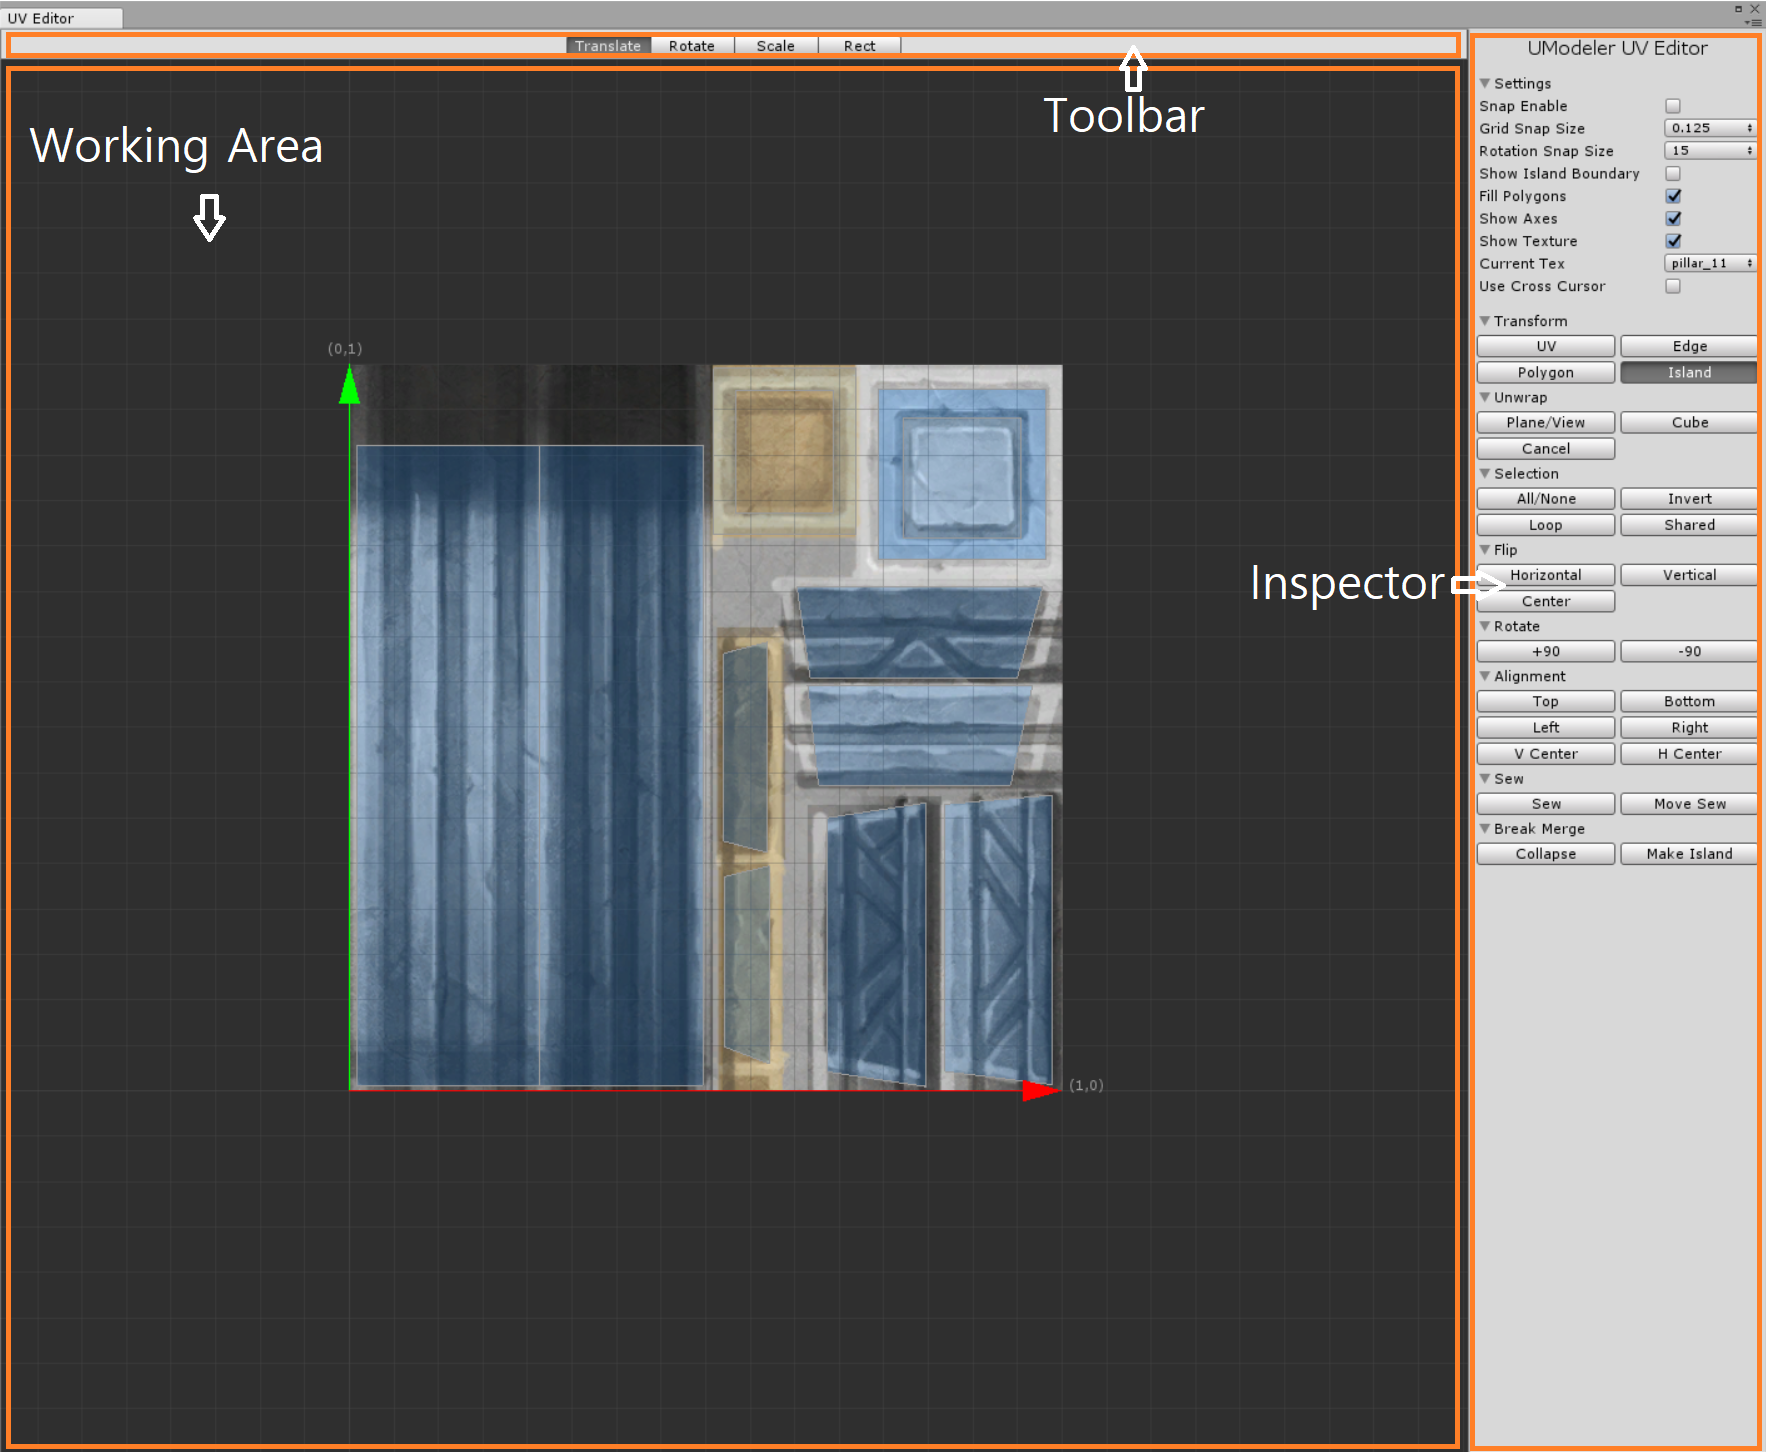 UV Editor
Translate Rotate Scale Rect
Toolbar
Working Area
(0,1)
(1,0)
Inspector
UModeler UV Editor
Settings
Snap Enable
Grid Snap Size 0.125
Rotation Snap Size 15
Show Island Boundary
Fill Polygons
Show Axes
Show Texture
Current Tex pillar_11
Use Cross Cursor
Transform
UV Edge
Polygon Island
Unwrap
Plane/View Cube
Cancel
Selection
All/None Invert
Loop Shared
Flip
Horizontal Vertical
Center
Rotate
+90 -90
Alignment
Top Bottom
Left Right
V Center H Center
Sew
Sew Move Sew
Break Merge
Collapse Make Island